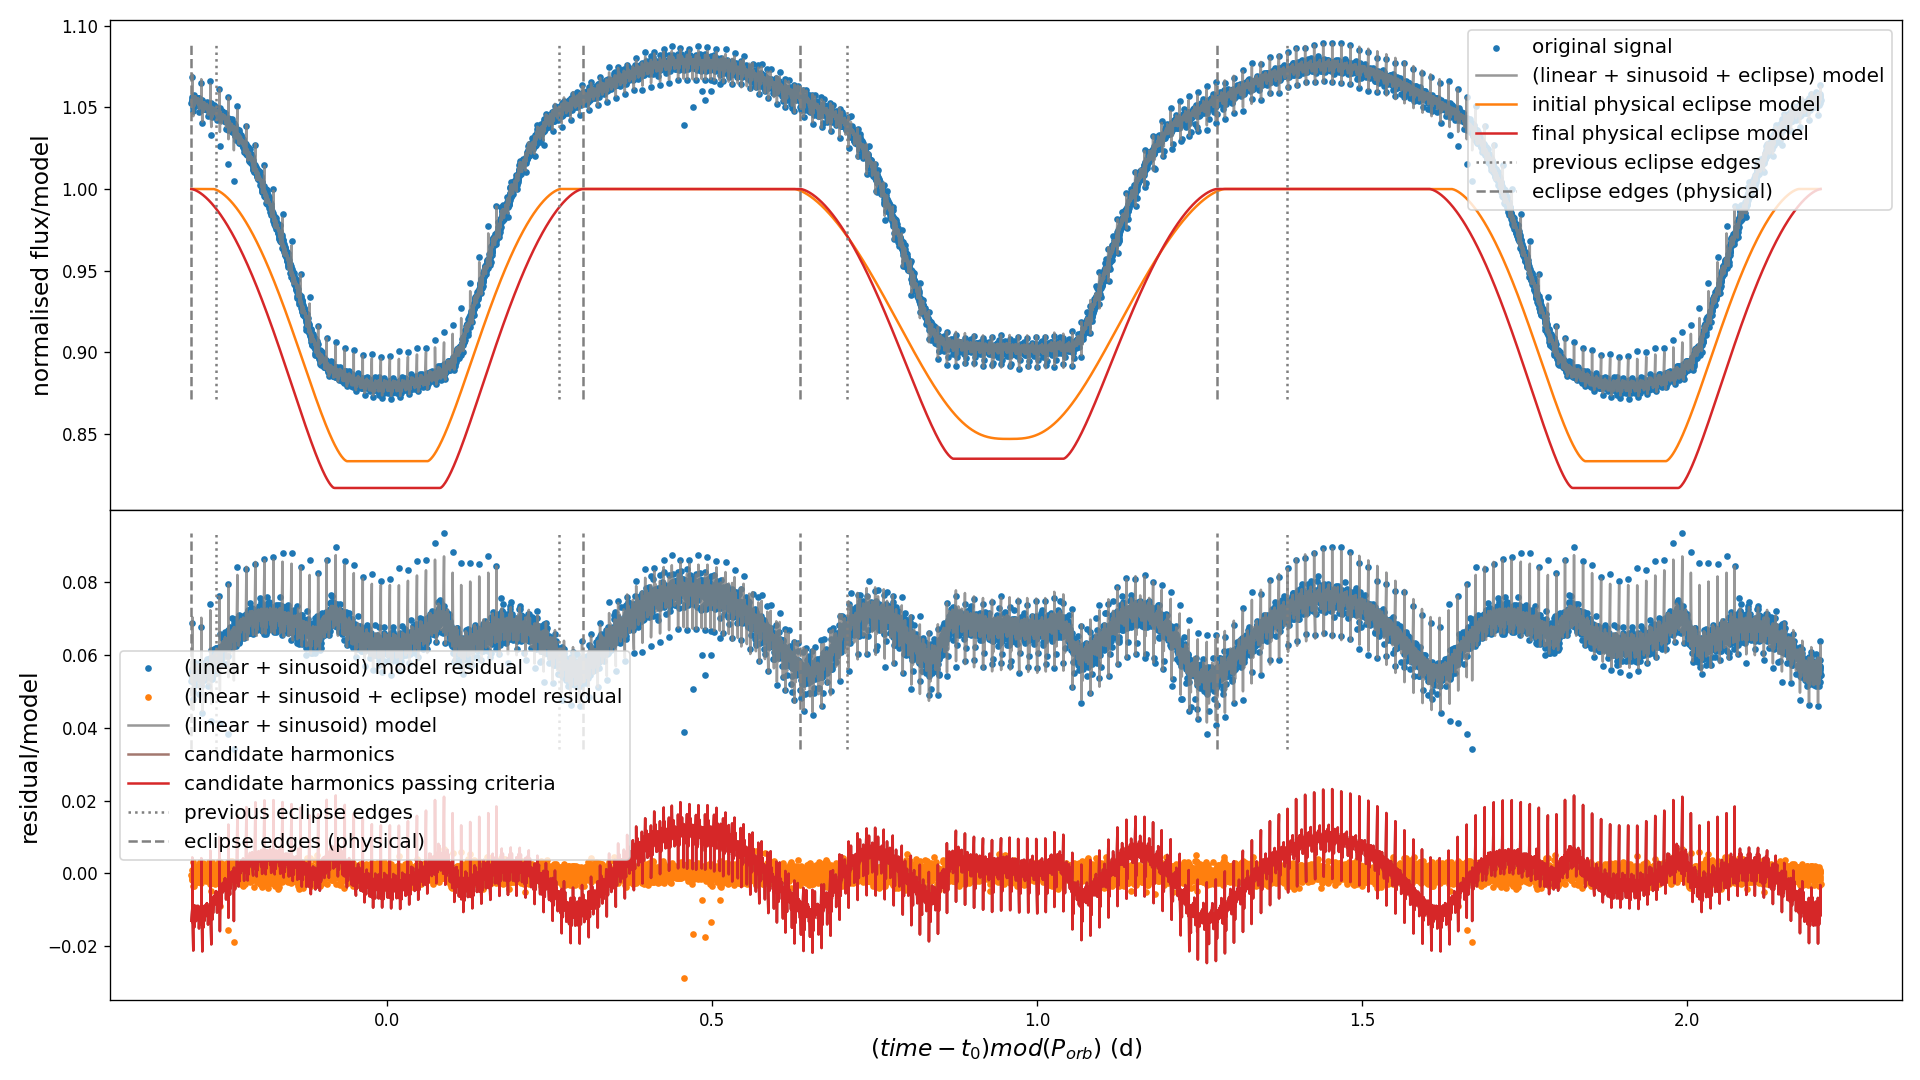 1.10
1.05
1.00
0.95
0.90
0.85
normalised flux/model
original signal
(linear + sinusoid + eclipse) model
initial physical eclipse model
final physical eclipse model
previous eclipse edges
eclipse edges (physical)
0.08
0.06
0.04
0.02
0.00
−0.02
residual/model
(linear + sinusoid) model residual
(linear + sinusoid + eclipse) model residual
(linear + sinusoid) model
candidate harmonics
candidate harmonics passing criteria
previous eclipse edges
eclipse edges (physical)
0.0 0.5 1.0 1.5 2.0
(time − t₀)mod(P_orb) (d)